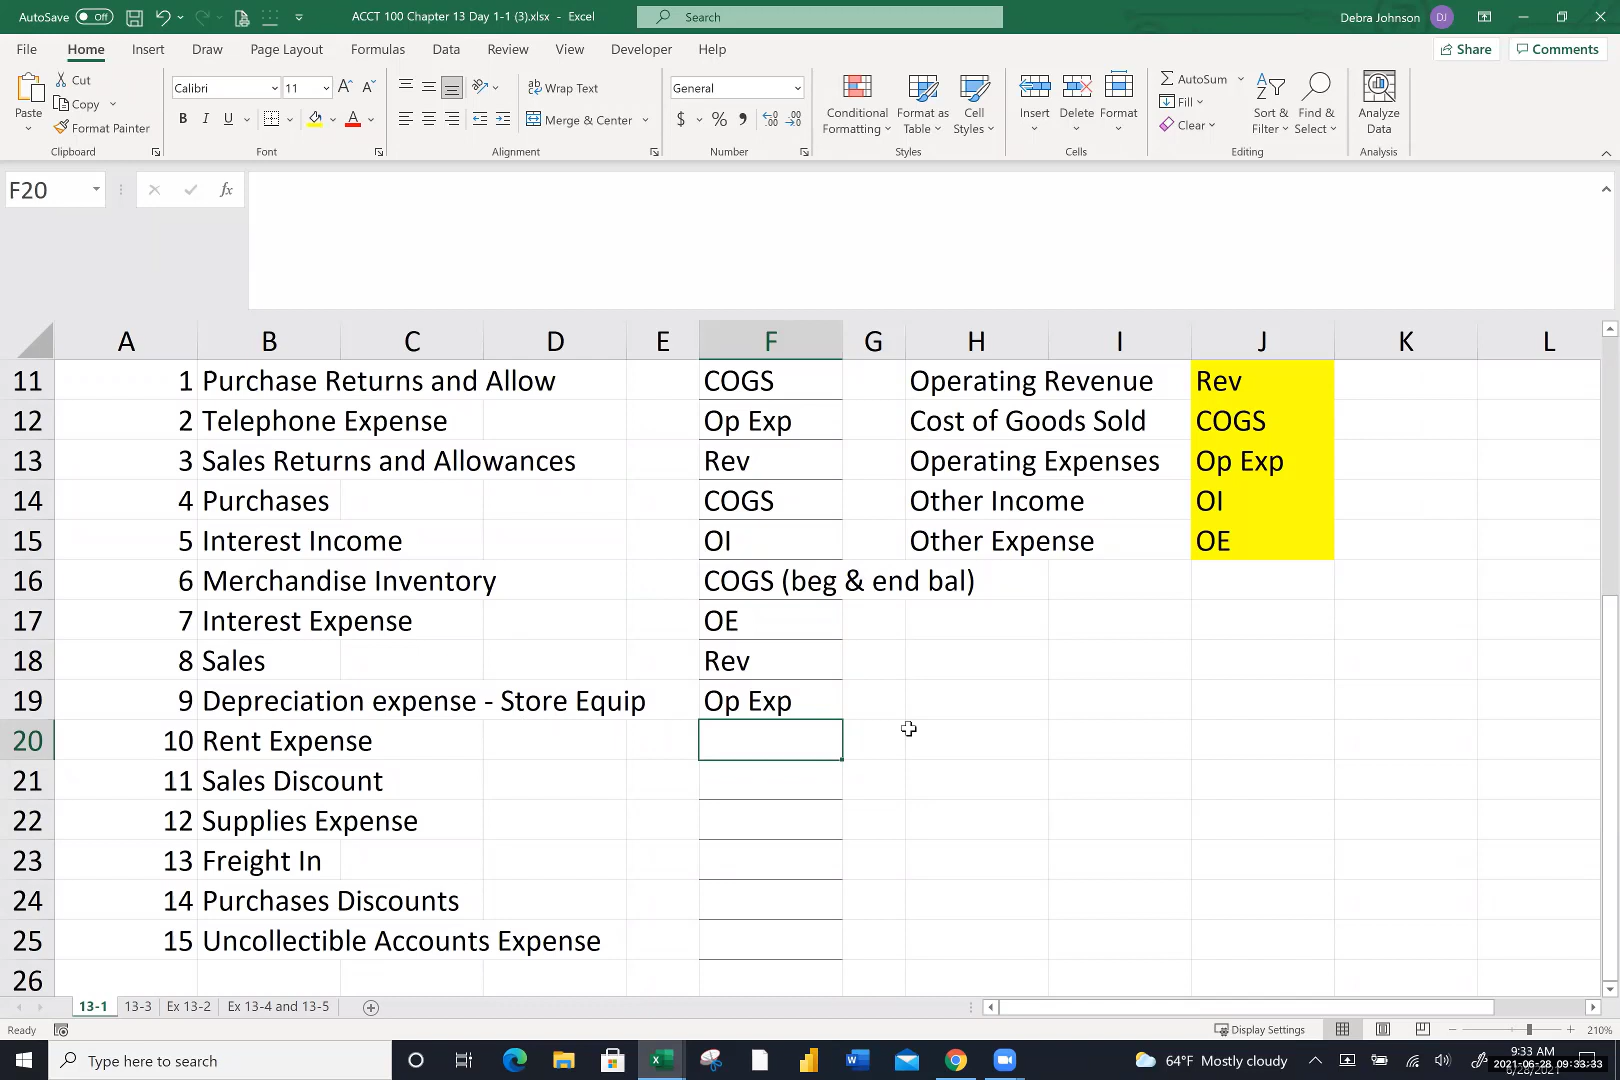 AutoSave Off ACCT 100 Chapter 13 Day 1-1 (3).xlsx - Excel Search Debra Johnson DJ
File Home Insert Draw Page Layout Formulas Data Review View Developer Help Share Comments
Paste Cut Copy Format Painter Clipboard
Calibri 11 A A B I U A Font
Wrap Text Merge & Center Alignment
General $ % Number
Conditional Formatting Format as Table Cell Styles Styles
Insert Delete Format Cells
AutoSum Fill Clear Sort & Filter Find & Select Editing
Analyze Data Analysis
F20 fx
A B C D E F G H I J K L
11 1 Purchase Returns and Allow COGS Operating Revenue Rev
12 2 Telephone Expense Op Exp Cost of Goods Sold COGS
13 3 Sales Returns and Allowances Rev Operating Expenses Op Exp
14 4 Purchases COGS Other Income OI
15 5 Interest Income OI Other Expense OE
16 6 Merchandise Inventory COGS (beg & end bal)
17 7 Interest Expense OE
18 8 Sales Rev
19 9 Depreciation expense - Store Equip Op Exp
20 10 Rent Expense
21 11 Sales Discount
22 12 Supplies Expense
23 13 Freight In
24 14 Purchases Discounts
25 15 Uncollectible Accounts Expense
26
13-1 13-3 Ex 13-2 Ex 13-4 and 13-5
Ready Display Settings 210%
Type here to search 64°F Mostly cloudy 9:33 AM
2021-06-28 09:33:33